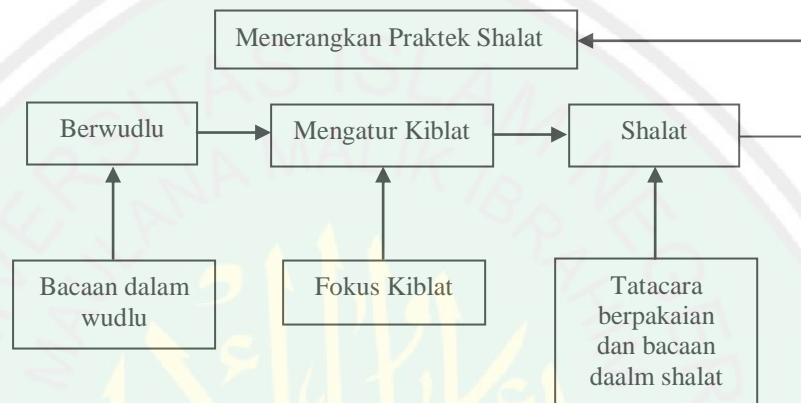 Menerangkan Praktek Shalat
Berwudlu
Mengatur Kiblat
Shalat
Bacaan dalam
wudlu
Fokus Kiblat
Tatacara
berpakaian
dan bacaan
daalm shalat